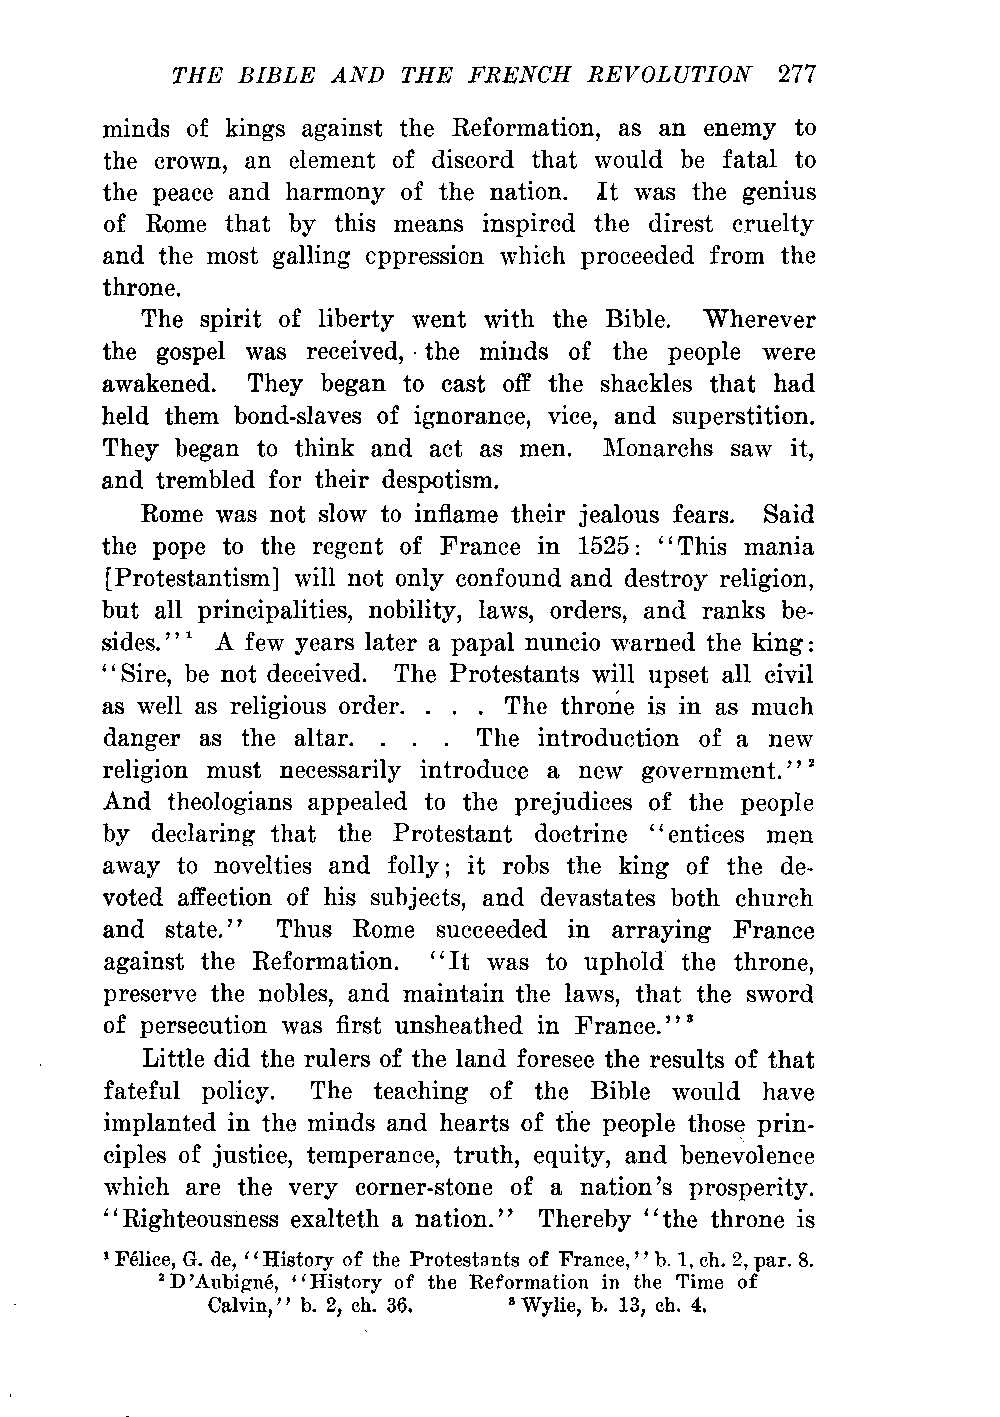 THE BIBLE AND THE FRENCH REVOLUTION 277
minds of kings against the Reformation, as an enemy to
the crown, an element of discord that would be fatal to
the peace and harmony of the nation. It was the genius
of Rome that by this means inspired the direst cruelty
and the most galling cppression which proceeded from the
throne.
The spirit of liberty went with the Bible. Wherever
the gospel was received, the minds of the people were
awakened. They began to cast off the shackles that had
held them bond-slaves of ignorance, vice, and superstition.
They began to think and act as men. Monarchs saw it,
and trembled for their despotism.
Rome was not slow to inflame their jealous fears. Said
the pope to the regent of France in 1525: "This mania
[Protestantism] will not only confound and destroy religion,
but all principalities, nobility, laws, orders, and ranks be-
sides."¹ A few years later a papal nuncio warned the king:
"Sire, be not deceived. The Protestants will upset all civil
as well as religious order. . . . The throne is in as much
danger as the altar. . . . The introduction of a new
religion must necessarily introduce a new government."²
And theologians appealed to the prejudices of the people
by declaring that the Protestant doctrine "entices men
away to novelties and folly; it robs the king of the de-
voted affection of his subjects, and devastates both church
and state." Thus Rome succeeded in arraying France
against the Reformation. "It was to uphold the throne,
preserve the nobles, and maintain the laws, that the sword
of persecution was first unsheathed in France."³
Little did the rulers of the land foresee the results of that
fateful policy. The teaching of the Bible would have
implanted in the minds and hearts of the people those prin-
ciples of justice, temperance, truth, equity, and benevolence
which are the very corner-stone of a nation's prosperity.
"Righteousness exalteth a nation." Thereby "the throne is
¹ Félice, G. de, "History of the Protestants of France," b. 1, ch. 2, par. 8.
² D'Aubigné, "History of the Reformation in the Time of
Calvin," b. 2, ch. 36. ³ Wylie, b. 13, ch. 4.